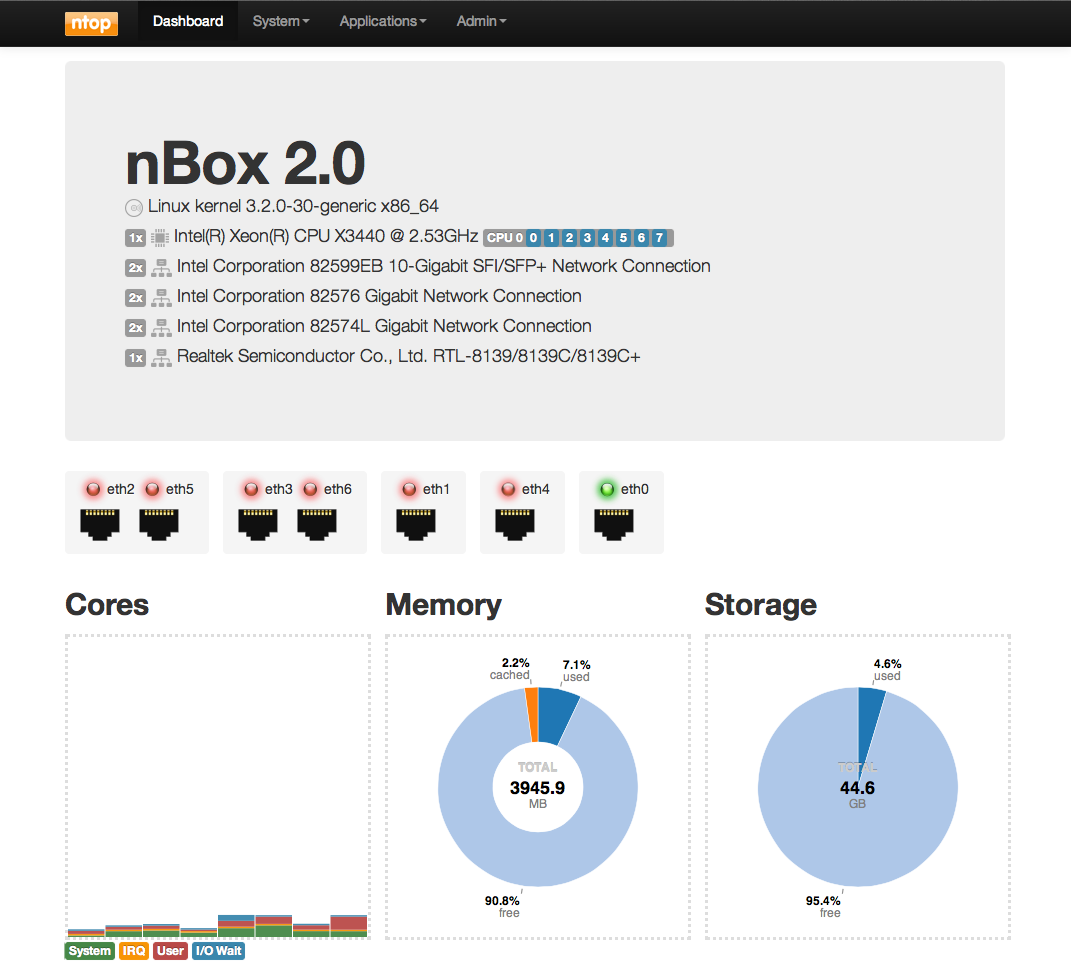 ntop Dashboard System Applications Admin
nBox 2.0
Linux kernel 3.2.0-30-generic x86_64
1x Intel(R) Xeon(R) CPU X3440 @ 2.53GHz CPU 0 0 1 2 3 4 5 6 7
2x Intel Corporation 82599EB 10-Gigabit SFI/SFP+ Network Connection
2x Intel Corporation 82576 Gigabit Network Connection
2x Intel Corporation 82574L Gigabit Network Connection
1x Realtek Semiconductor Co., Ltd. RTL-8139/8139C/8139C+
eth2 eth5 eth3 eth6 eth1 eth4 eth0
Cores
System IRQ User I/O Wait
Memory
2.2%
cached
7.1%
used
TOTAL
3945.9
MB
90.8%
free
Storage
4.6%
used
TOTAL
44.6
GB
95.4%
free